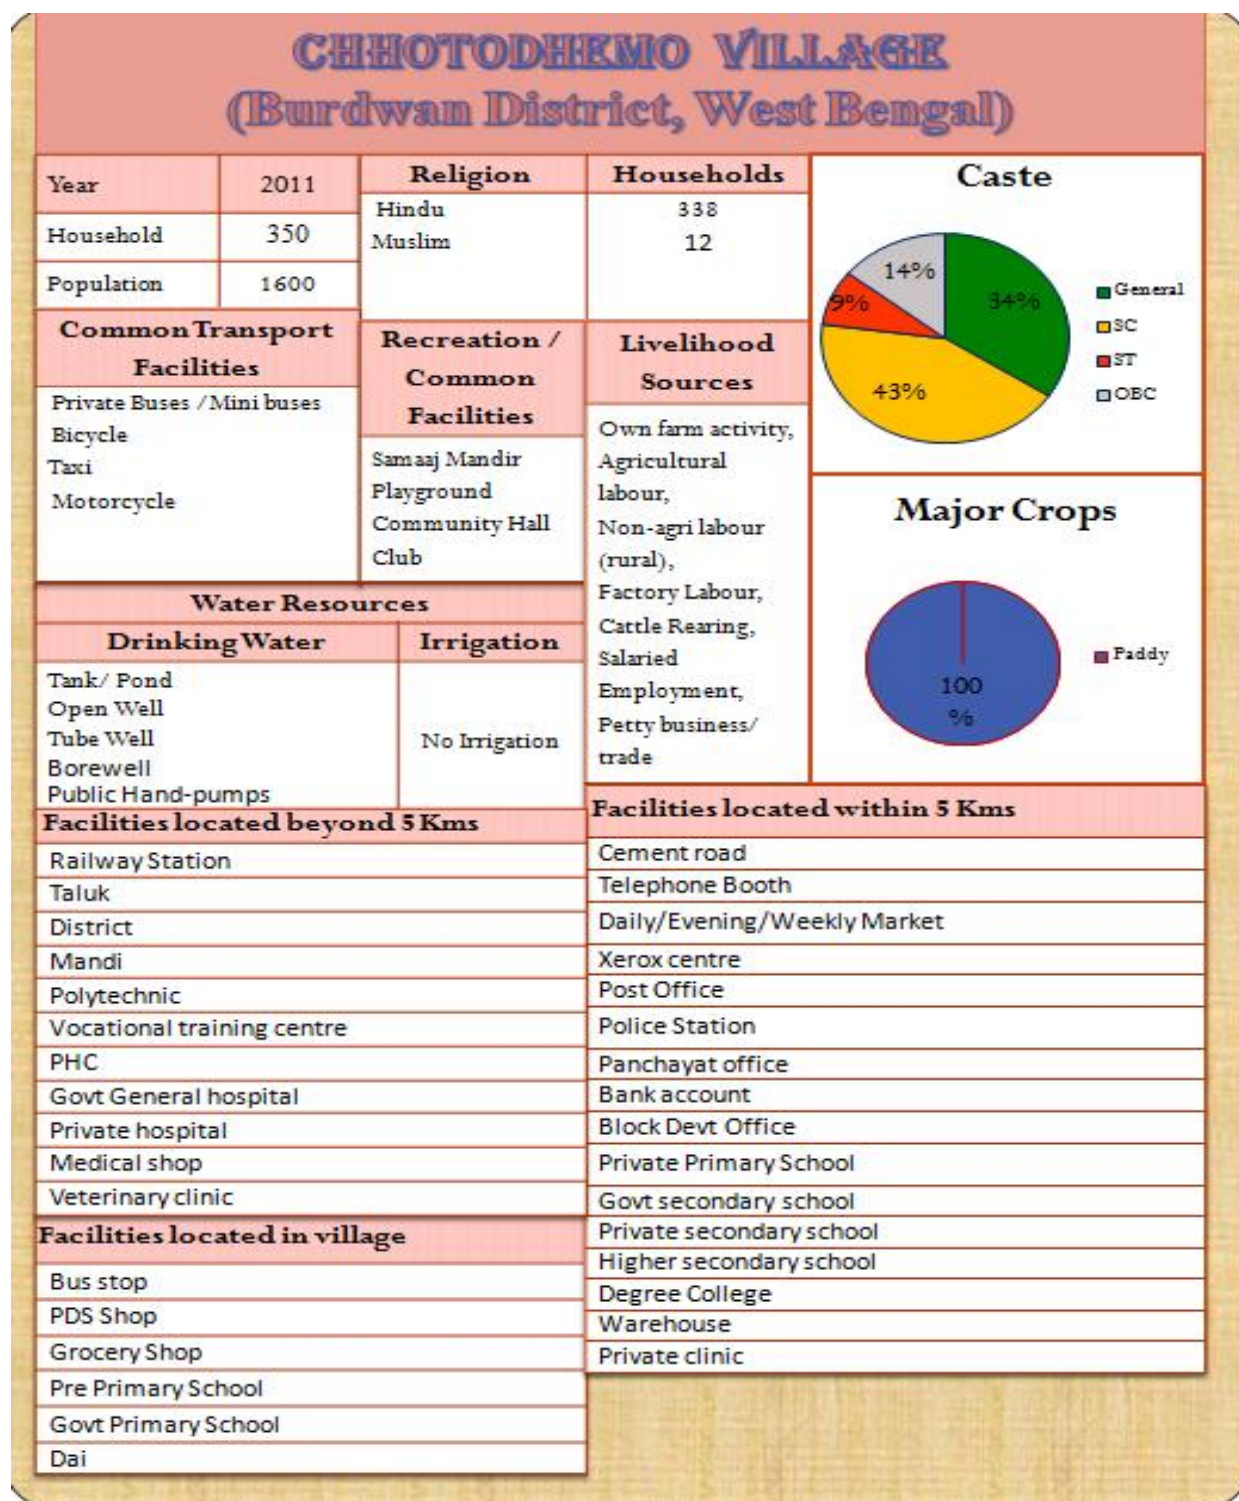 CHHOTODHEMO VILLAGE
(Burdwan District, West Bengal)
Year 2011
Household 350
Population 1600
Religion Households
Hindu 338
Muslim 12
Caste
14%
9%
34%
43%
General
SC
ST
OBC
Common Transport
Facilities
Private Buses /Mini buses
Bicycle
Taxi
Motorcycle
Recreation /
Common
Facilities
Samaaj Mandir
Playground
Community Hall
Club
Livelihood
Sources
Own farm activity,
Agricultural
labour,
Non-agri labour
(rural),
Factory Labour,
Cattle Rearing,
Salaried
Employment,
Petty business/
trade
Major Crops
100
%
Paddy
Water Resources
Drinking Water Irrigation
Tank/ Pond
Open Well
Tube Well
Borewell
Public Hand-pumps
No Irrigation
Facilities located beyond 5 Kms
Railway Station
Taluk
District
Mandi
Polytechnic
Vocational training centre
PHC
Govt General hospital
Private hospital
Medical shop
Veterinary clinic
Facilities located in village
Bus stop
PDS Shop
Grocery Shop
Pre Primary School
Govt Primary School
Dai
Facilities located within 5 Kms
Cement road
Telephone Booth
Daily/Evening/Weekly Market
Xerox centre
Post Office
Police Station
Panchayat office
Bank account
Block Devt Office
Private Primary School
Govt secondary school
Private secondary school
Higher secondary school
Degree College
Warehouse
Private clinic